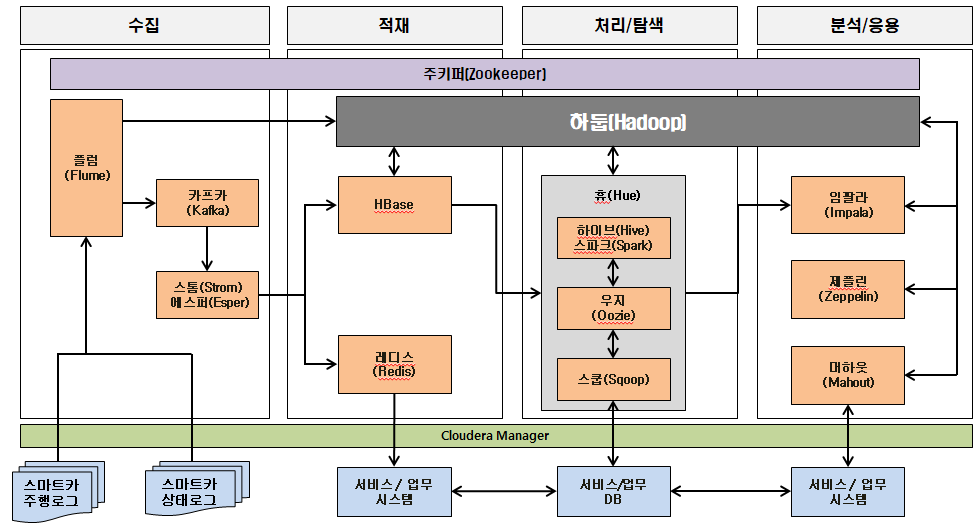 수집
적재
처리/탐색
분석/응용
주키퍼(Zookeeper)
하둡(Hadoop)
플럼
(Flume)
카프카
(Kafka)
HBase
휴(Hue)
임팔라
(Impala)
하이브(Hive)
스파크(Spark)
스톰(Strom)
에스퍼(Esper)
우지
(Oozie)
제플린
(Zeppelin)
레디스
(Redis)
스쿱(Sqoop)
머하웃
(Mahout)
Cloudera Manager
스마트카
주행로그
스마트카
상태로그
서비스/ 업무
시스템
서비스/업무
DB
서비스/ 업무
시스템